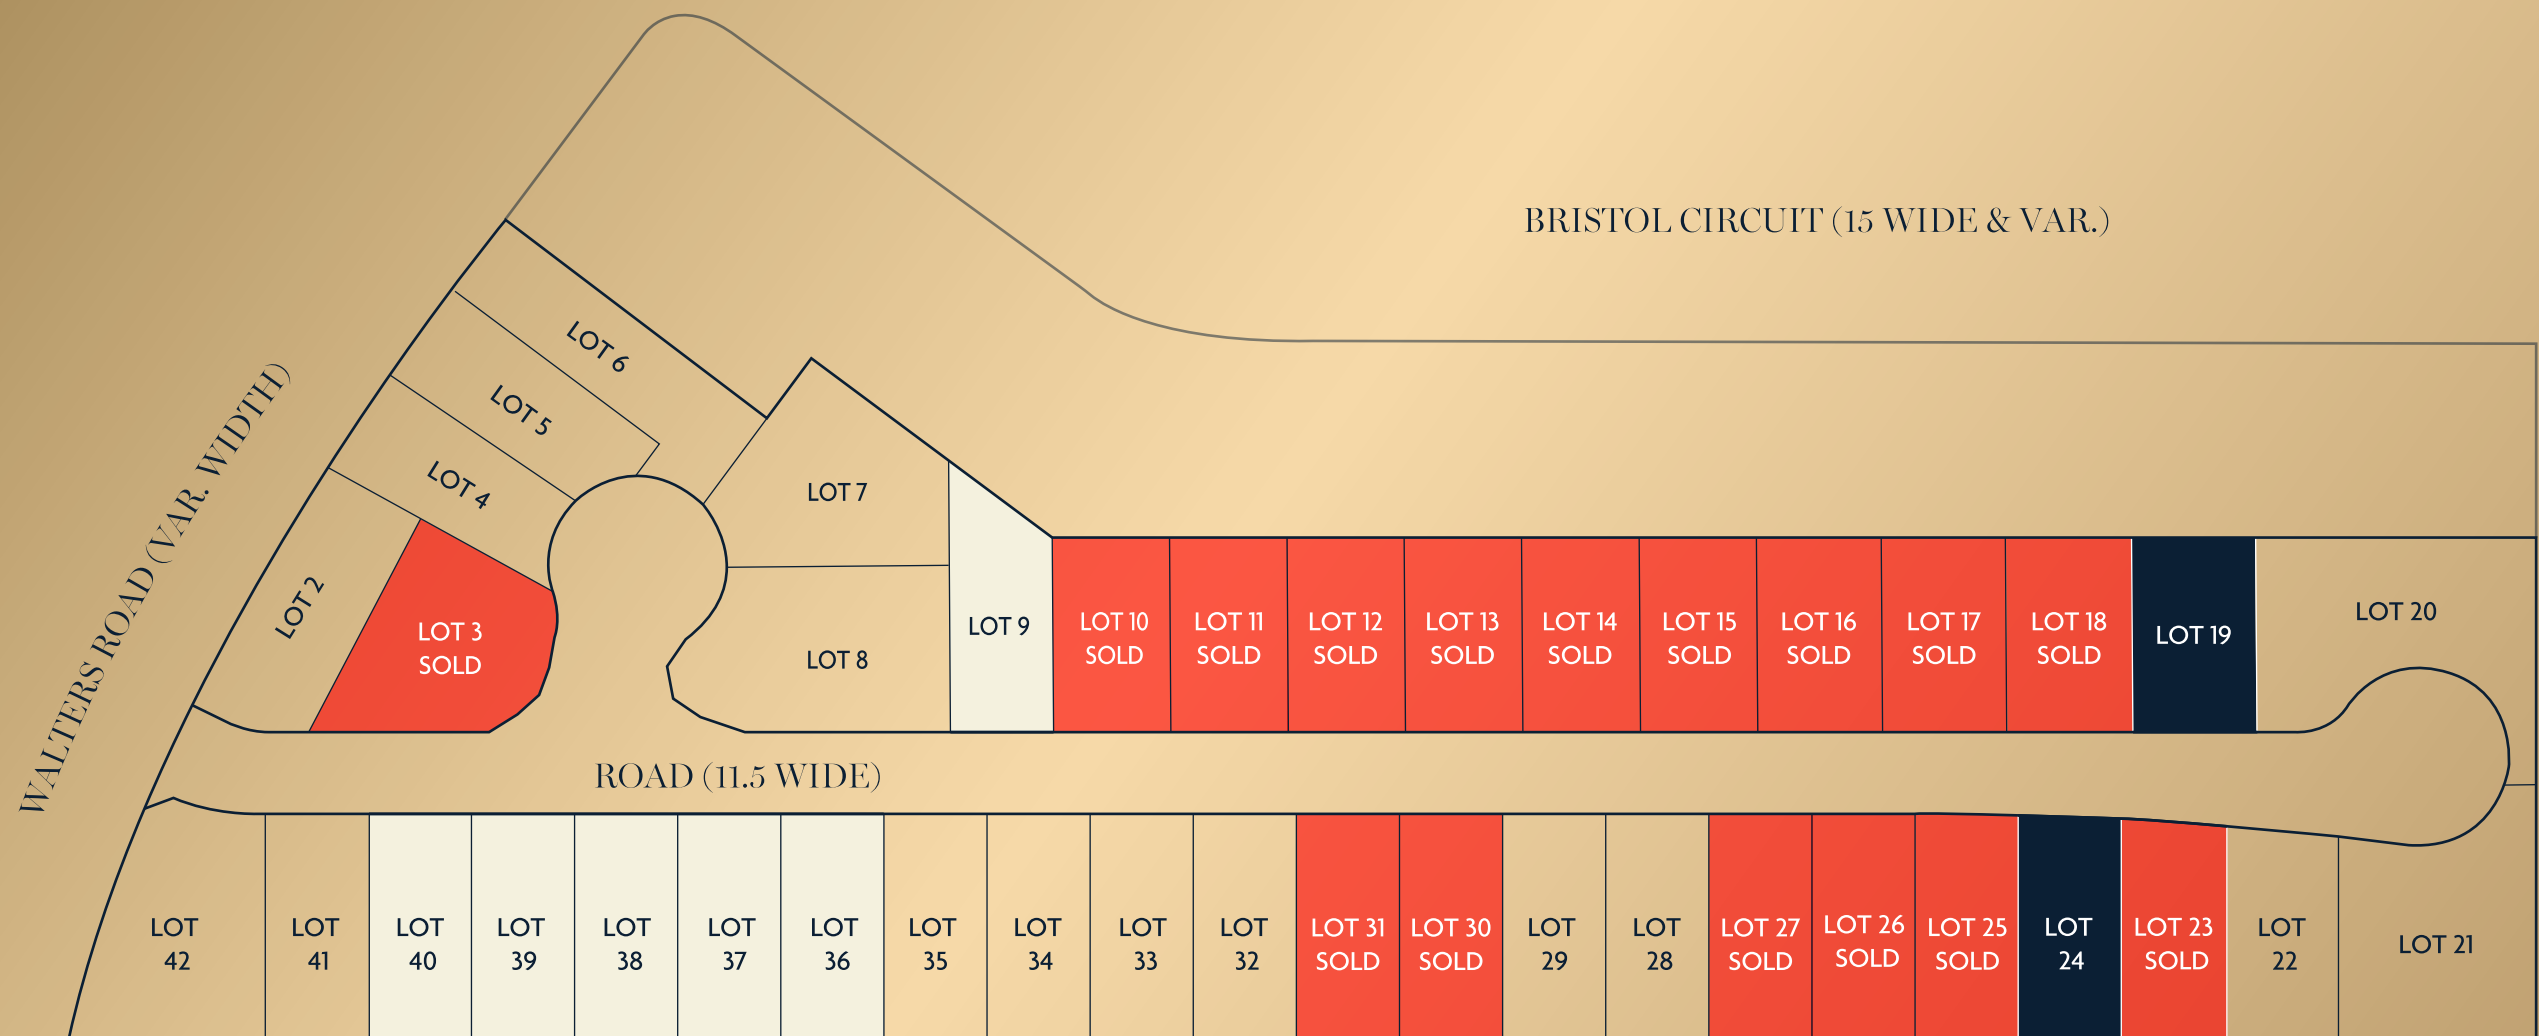 BRISTOL CIRCUIT (15 WIDE & VAR.)
WALTERS ROAD (VAR. WIDTH)
LOT 6
LOT 5
LOT 4
LOT 2
LOT 3
SOLD
LOT 7
LOT 8
LOT 9
LOT 10
SOLD
LOT 11
SOLD
LOT 12
SOLD
LOT 13
SOLD
LOT 14
SOLD
LOT 15
SOLD
LOT 16
SOLD
LOT 17
SOLD
LOT 18
SOLD
LOT 19
LOT 20
ROAD (11.5 WIDE)
LOT
42
LOT
41
LOT
40
LOT
39
LOT
38
LOT
37
LOT
36
LOT
35
LOT
34
LOT
33
LOT
32
LOT 31
SOLD
LOT 30
SOLD
LOT
29
LOT
28
LOT 27
SOLD
LOT 26
SOLD
LOT 25
SOLD
LOT
24
LOT 23
SOLD
LOT
22
LOT 21